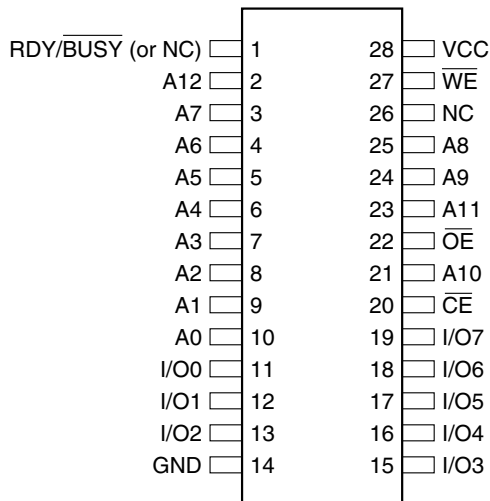 RDY/BUSY (or NC) 1 28 VCC
A12 2 27 WE
A7 3 26 NC
A6 4 25 A8
A5 5 24 A9
A4 6 23 A11
A3 7 22 OE
A2 8 21 A10
A1 9 20 CE
A0 10 19 I/O7
I/O0 11 18 I/O6
I/O1 12 17 I/O5
I/O2 13 16 I/O4
GND 14 15 I/O3